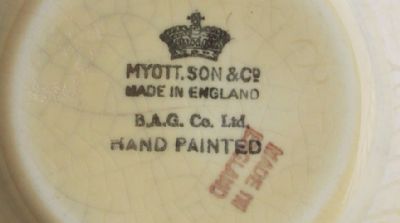 MYOTT. SON & Co
MADE IN ENGLAND
B.A.G. Co. Ltd.
HAND PAINTED
MADE IN
ENGLAND